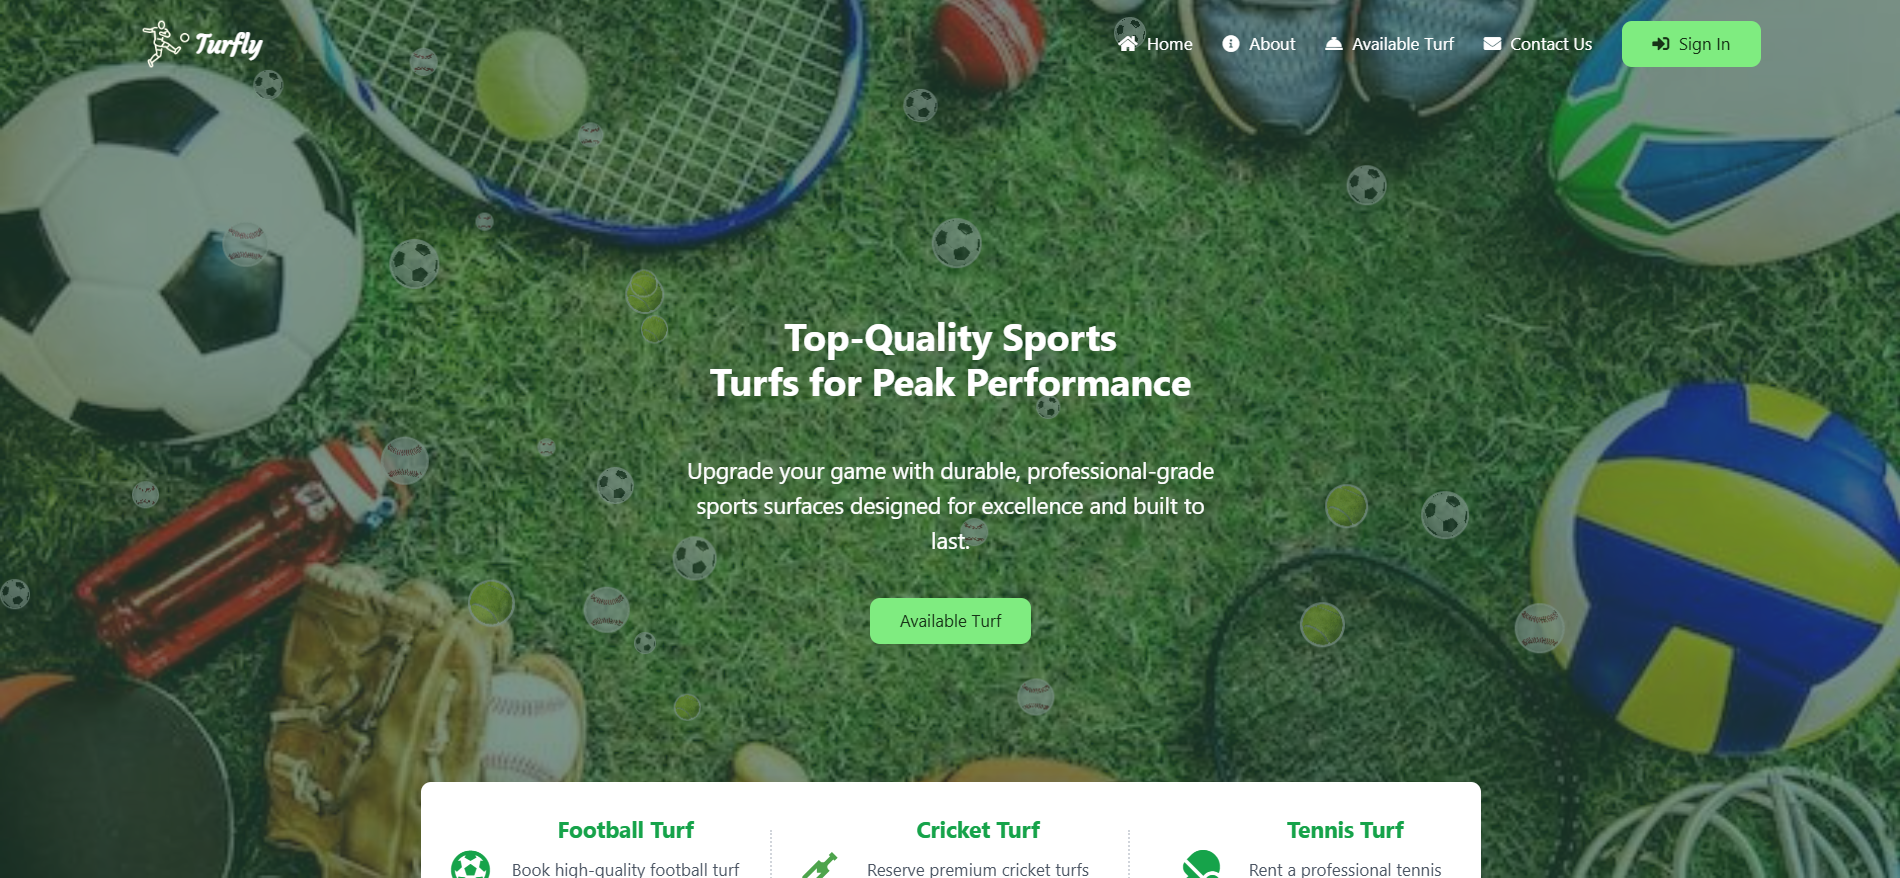 Turfly
Home
About
Available Turf
Contact Us
Sign In
Top-Quality Sports
Turfs for Peak Performance
Upgrade your game with durable, professional-grade
sports surfaces designed for excellence and built to
last.
Available Turf
Football Turf
Book high-quality football turf
Cricket Turf
Reserve premium cricket turfs
Tennis Turf
Rent a professional tennis